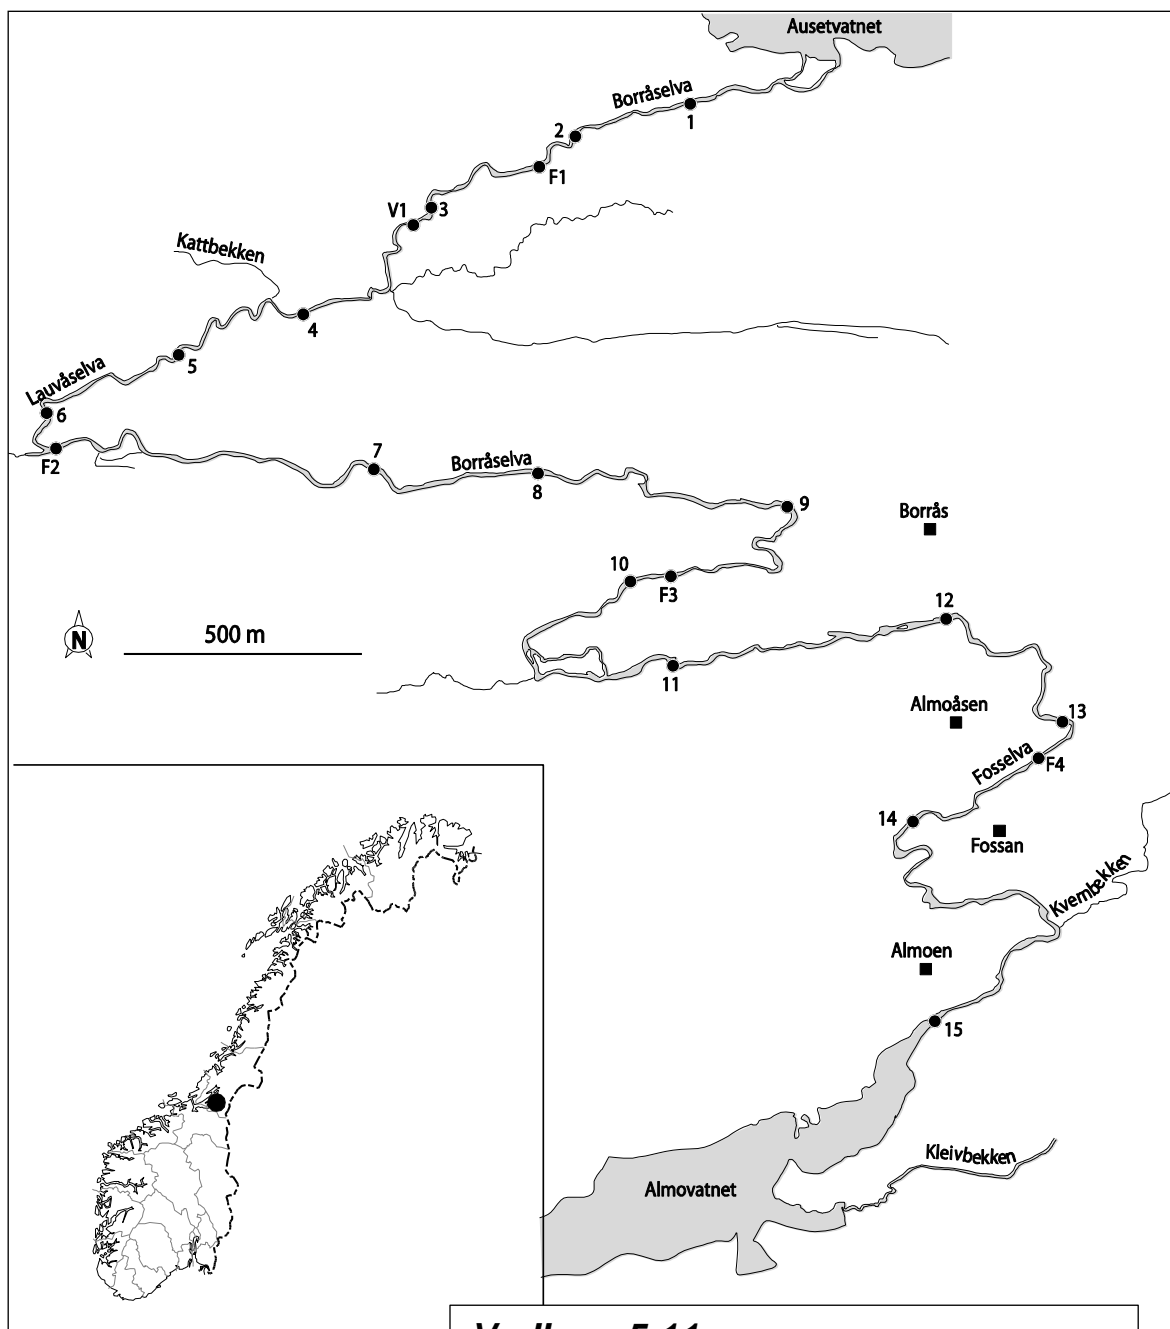 Ausetvatnet
Borråselva
1
2
F1
3
V1
Kattbekken
4
5
Lauvåselva
6
F2
7
Borråselva
8
9
Borrås
10
F3
12
N
500 m
11
Almoåsen
13
Fosselva
F4
14
Fossan
Kvernbekken
Almoen
15
Kleivbekken
Almovatnet